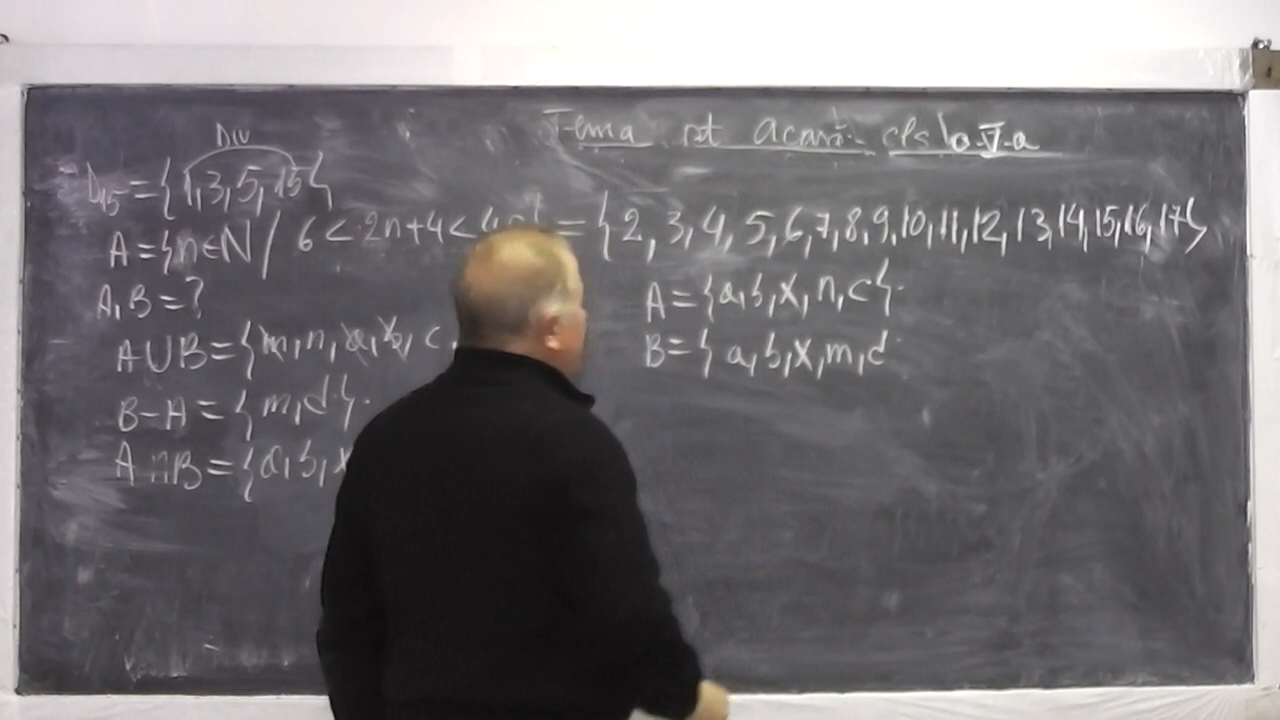 Tema pt acasă cls a V-a
Div
D₁₅ = {1, 3, 5, 15}
A = {n ∈ N / 6 < 2n+4 < 40} = {2, 3, 4, 5, 6, 7, 8, 9, 10, 11, 12, 13, 14, 15, 16, 17}
A, B = ?
A = {a, b, x, n, c}.
A ∪ B = {m, n, a, x, b, c,
B = { a, b, x, m, d
B - A = {m, d}.
A ∩ B = {a, b, x